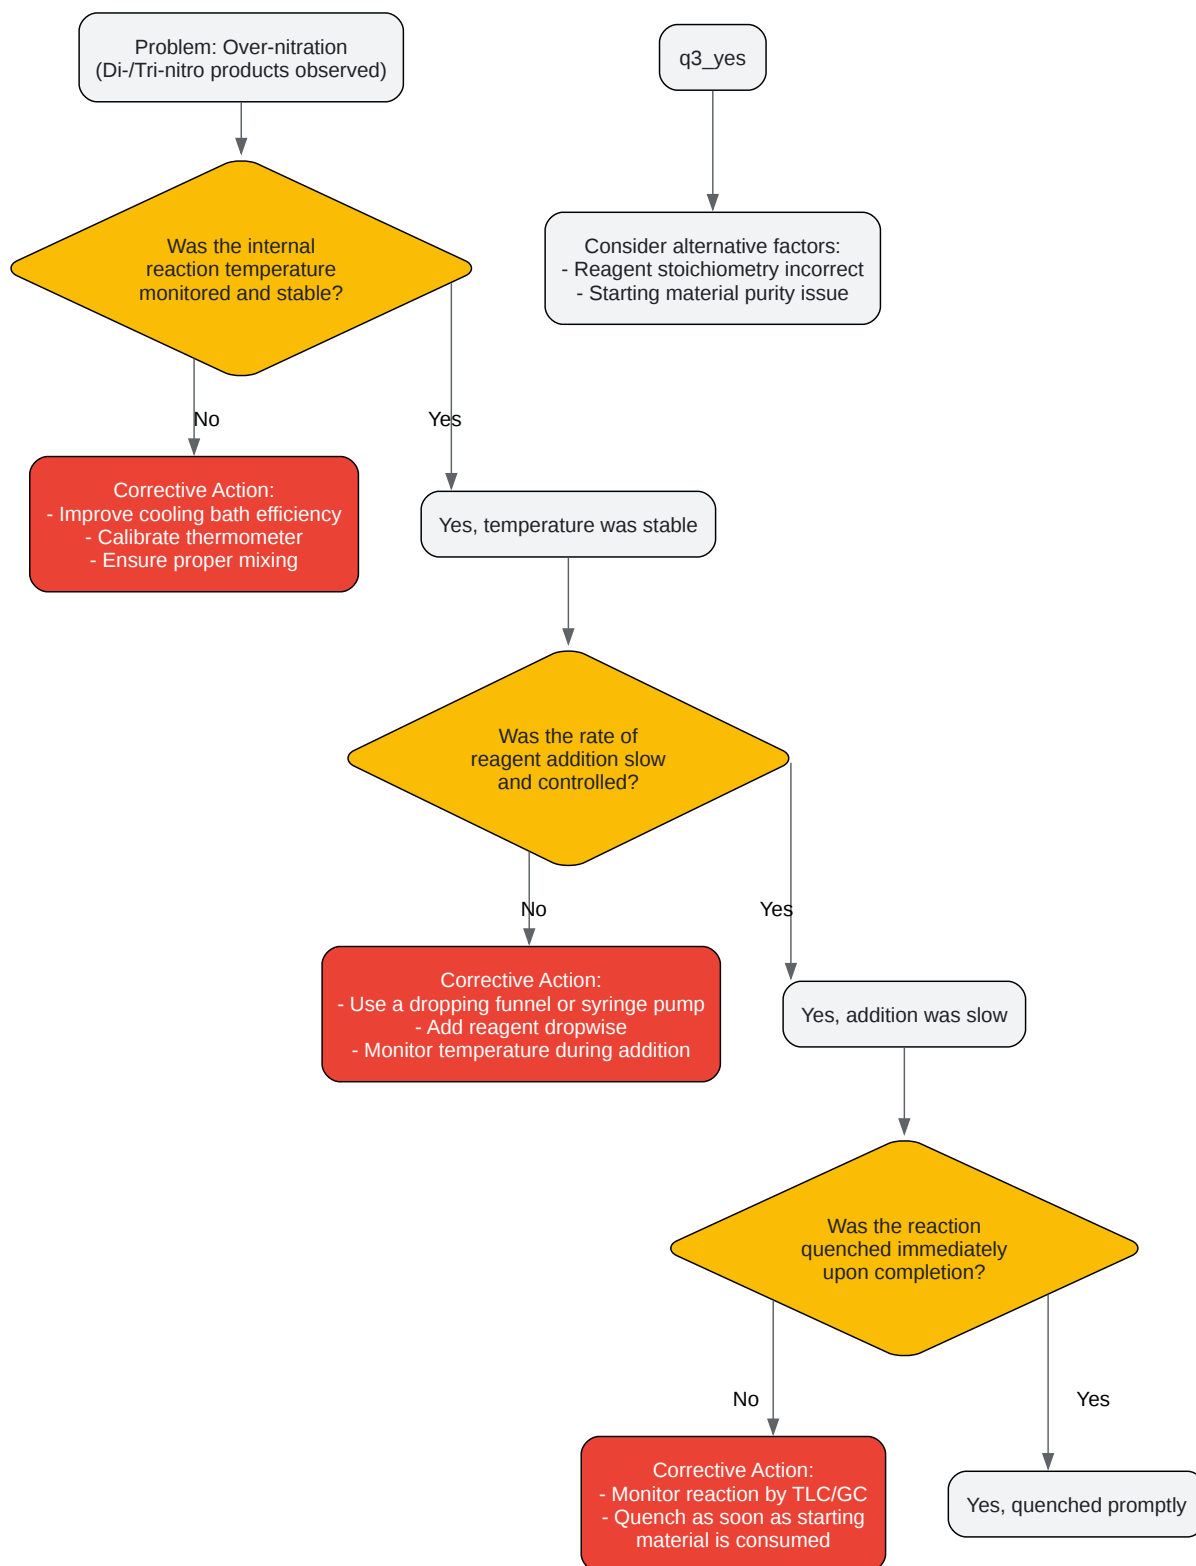 Problem: Over-nitration
(Di-/Tri-nitro products observed)
q3_yes
Was the internal
reaction temperature
monitored and stable?
Consider alternative factors:
- Reagent stoichiometry incorrect
- Starting material purity issue
No
Yes
Corrective Action:
- Improve cooling bath efficiency
- Calibrate thermometer
- Ensure proper mixing
Yes, temperature was stable
Was the rate of
reagent addition slow
and controlled?
No
Yes
Corrective Action:
- Use a dropping funnel or syringe pump
- Add reagent dropwise
- Monitor temperature during addition
Yes, addition was slow
Was the reaction
quenched immediately
upon completion?
No
Yes
Corrective Action:
- Monitor reaction by TLC/GC
- Quench as soon as starting
material is consumed
Yes, quenched promptly